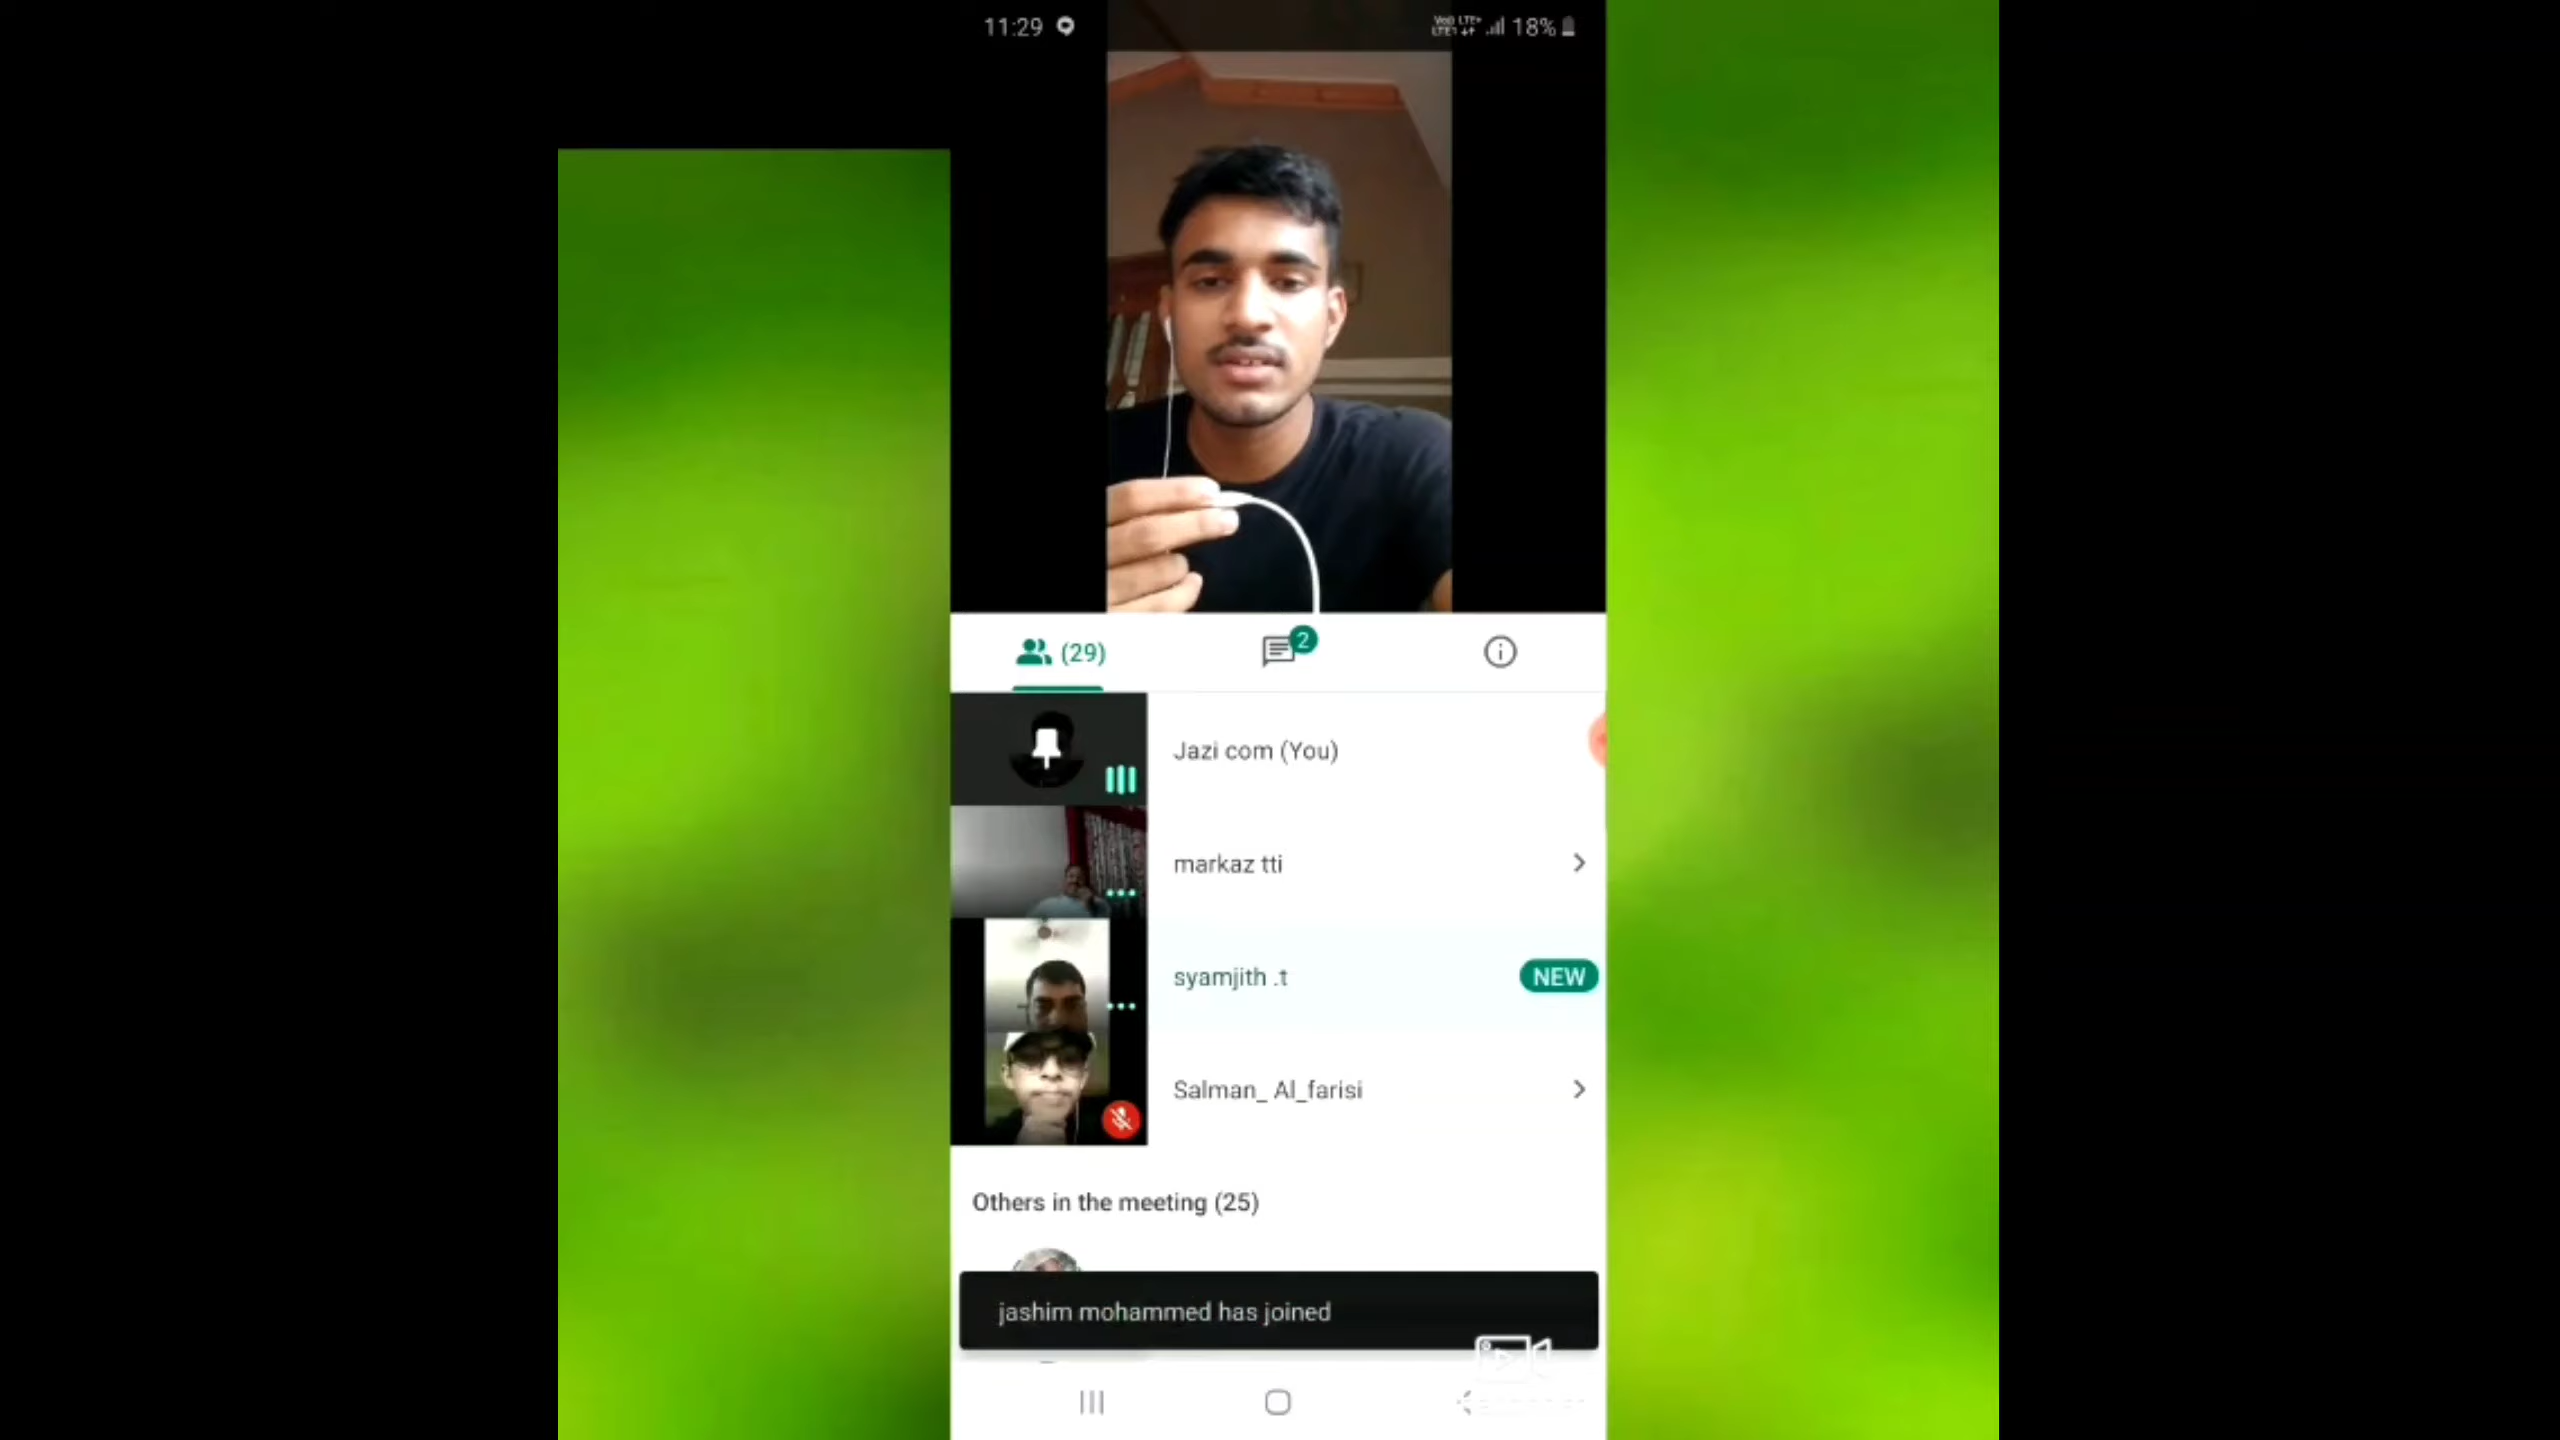 11:29
18%
(29)
2
Jazi com (You)
markaz tti
syamjith .t
NEW
Salman_ Al_farisi
Others in the meeting (25)
jashim mohammed has joined